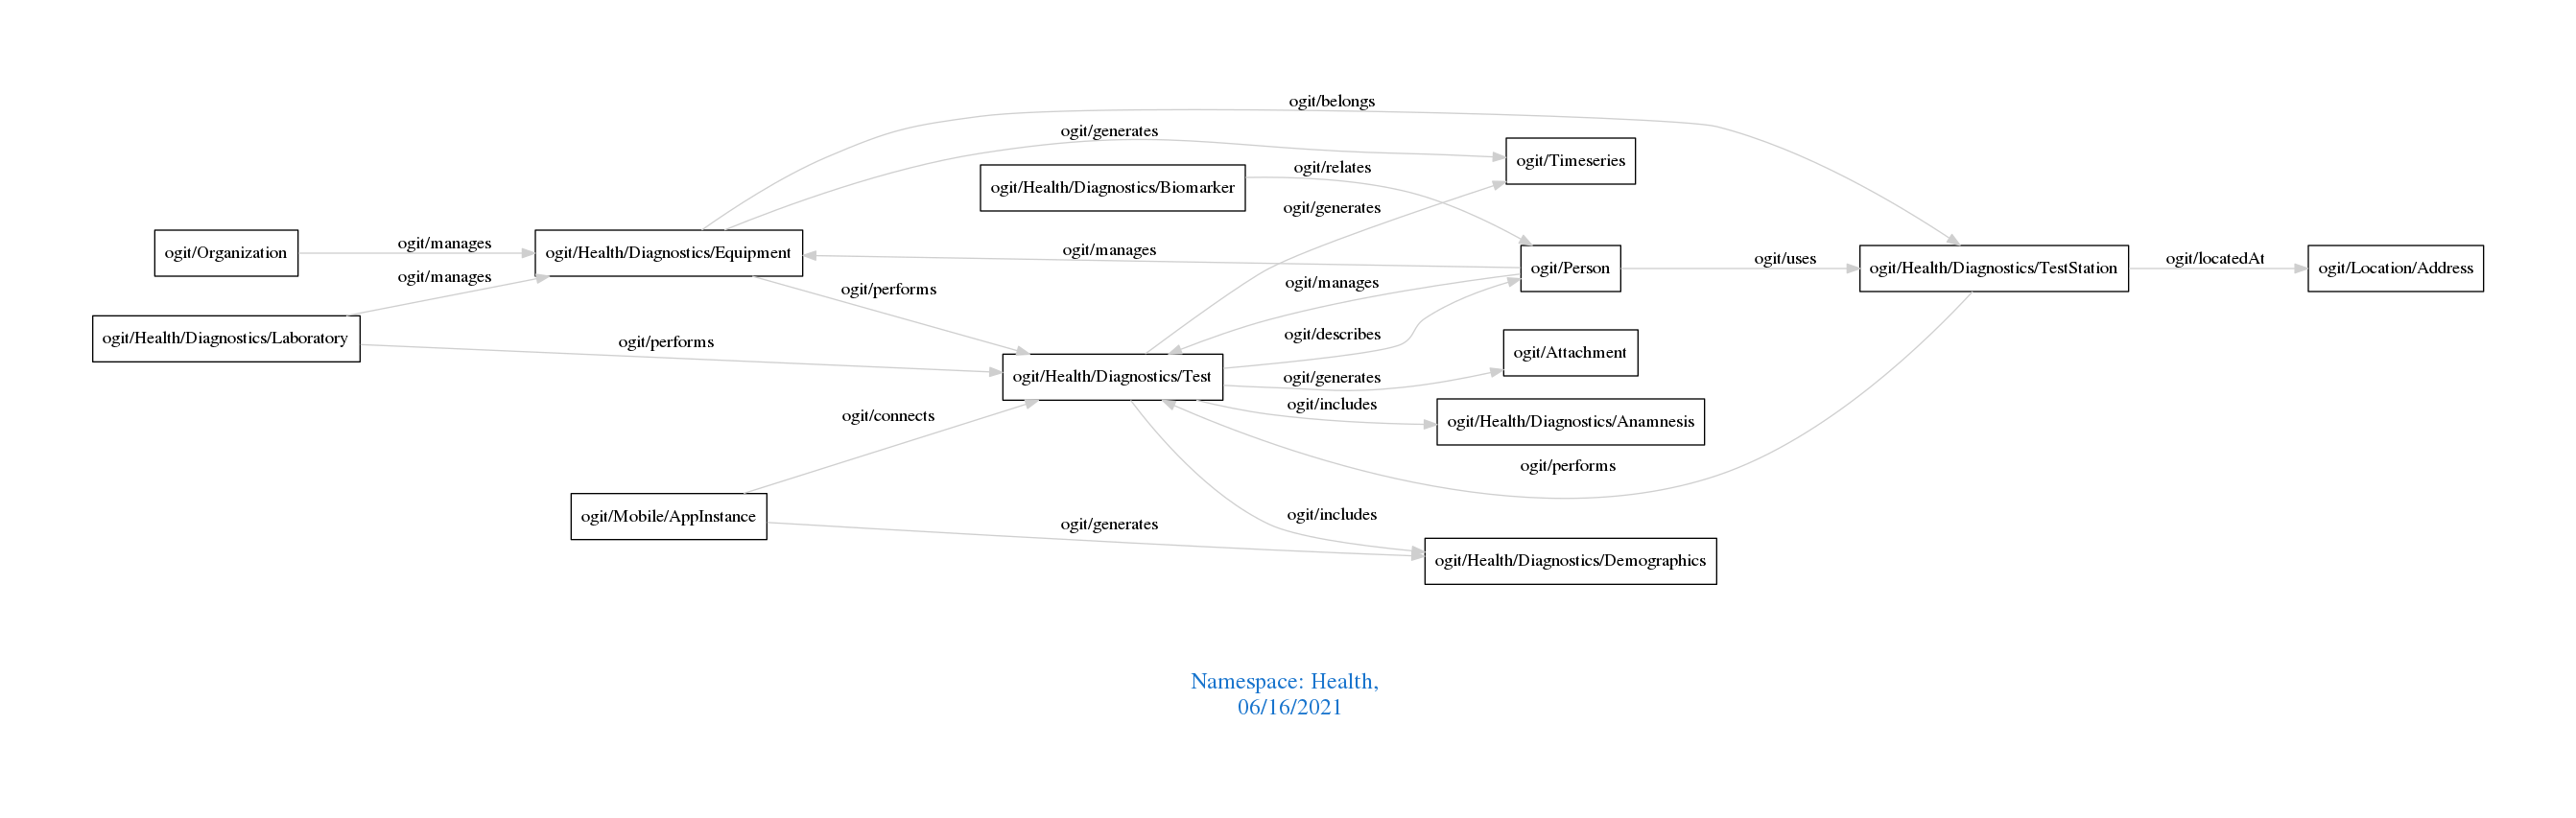 ogit/belongs
ogit/generates
ogit/Timeseries
ogit/relates
ogit/Health/Diagnostics/Biomarker
ogit/generates
ogit/Organization
ogit/manages
ogit/Health/Diagnostics/Equipment
ogit/manages
ogit/Person
ogit/uses
ogit/Health/Diagnostics/TestStation
ogit/locatedAt
ogit/Location/Address
ogit/manages
ogit/performs
ogit/manages
ogit/Health/Diagnostics/Laboratory
ogit/performs
ogit/describes
ogit/Attachment
ogit/Health/Diagnostics/Test
ogit/generates
ogit/includes
ogit/connects
ogit/Health/Diagnostics/Anamnesis
ogit/performs
ogit/Mobile/AppInstance
ogit/generates
ogit/includes
ogit/Health/Diagnostics/Demographics
Namespace: Health,
06/16/2021